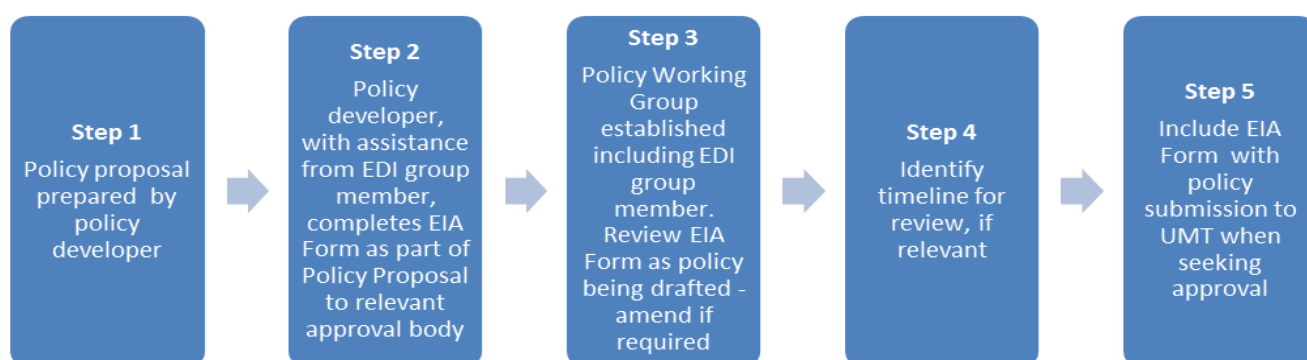 Step 1
Policy proposal
prepared by
policy
developer
Step 2
Policy
developer,
with assistance
from EDI group
member,
completes EIA
Form as part of
Policy Proposal
to relevant
approval body
Step 3
Policy Working
Group
established
including EDI
group
member.
Review EIA
Form as policy
being drafted -
amend if
required
Step 4
Identify
timeline for
review, if
relevant
Step 5
Include EIA
Form with
policy
submission to
UMT when
seeking
approval